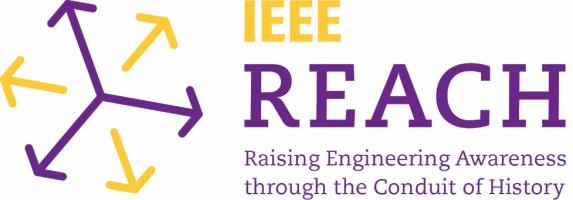 IEEE
REACH
Raising Engineering Awareness
through the Conduit of History